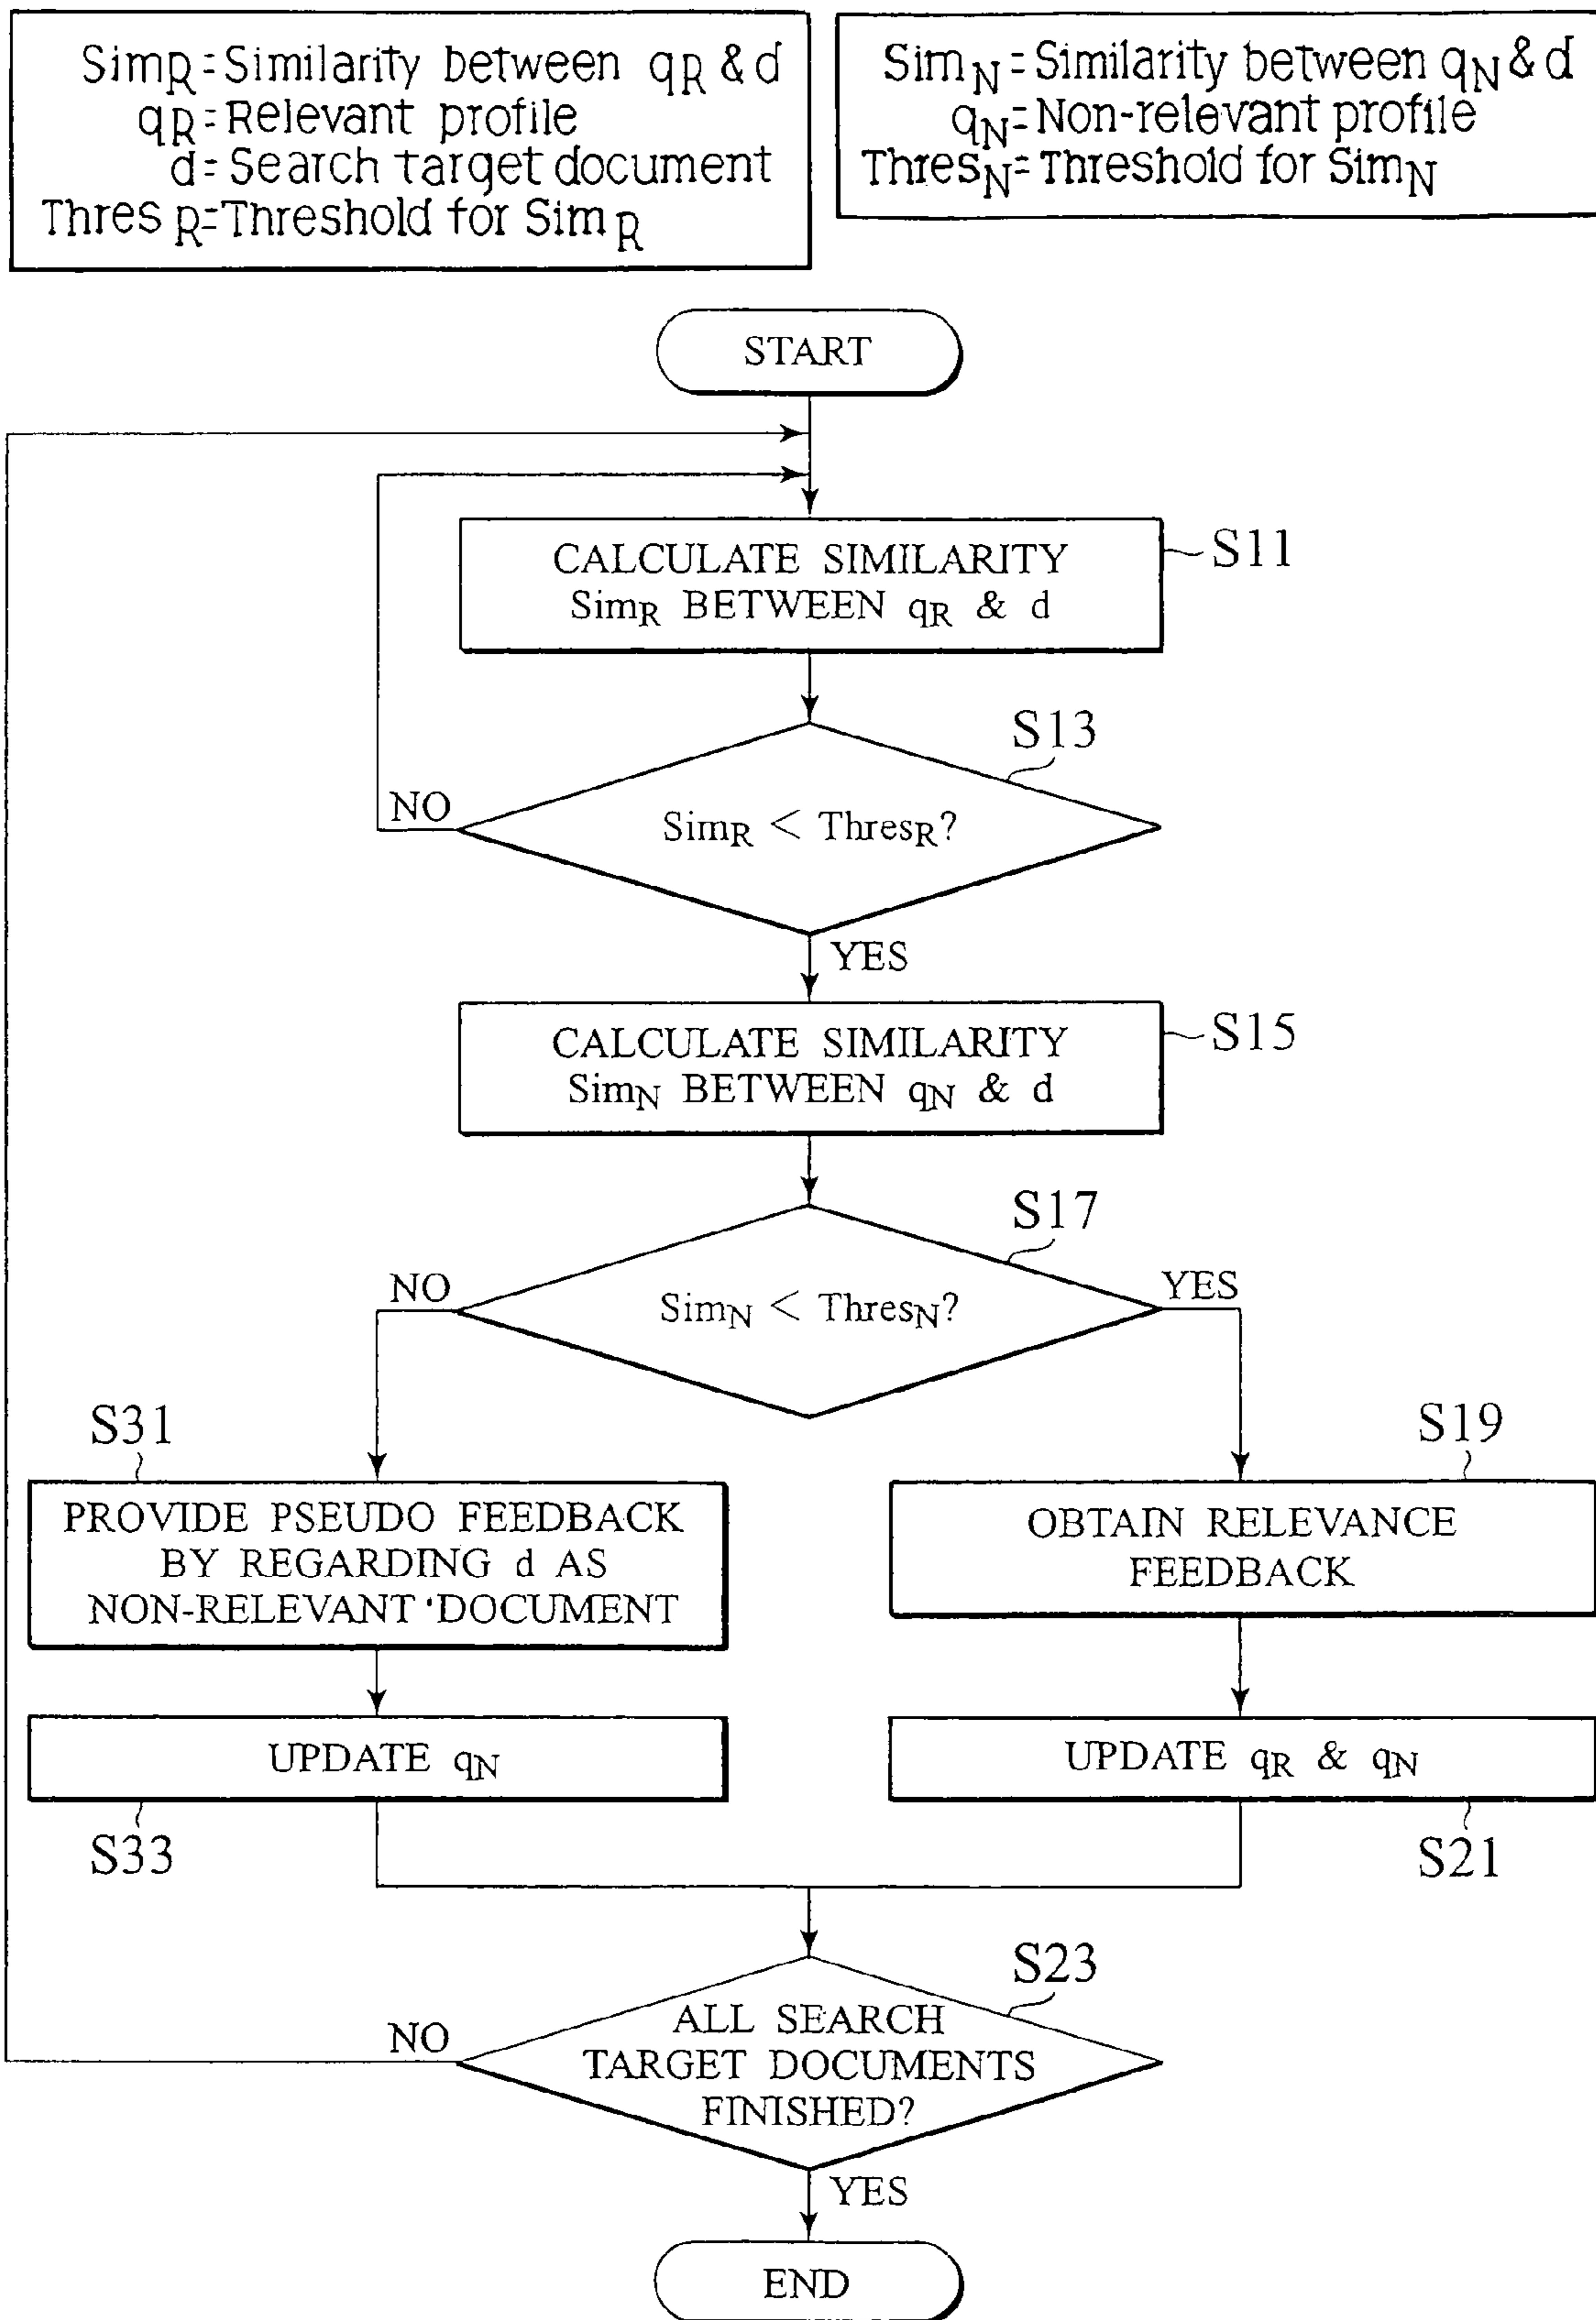 SimR=Similarity between qR & d
qR=Relevant profile
d=Search target document
Thres R=Threshold for SimR
SimN=Similarity between qN & d
qN=Non-relevant profile
ThresN=Threshold for SimN
START
CALCULATE SIMILARITY
SimR BETWEEN qR & d
S11
S13
NO
SimR < ThresR?
YES
CALCULATE SIMILARITY
SimN BETWEEN qN & d
S15
S17
NO
SimN < ThresN?
YES
S31
S19
PROVIDE PSEUDO FEEDBACK
BY REGARDING d AS
NON-RELEVANT DOCUMENT
OBTAIN RELEVANCE
FEEDBACK
UPDATE qN
UPDATE qR & qN
S33
S21
S23
NO
ALL SEARCH
TARGET DOCUMENTS
FINISHED?
YES
END